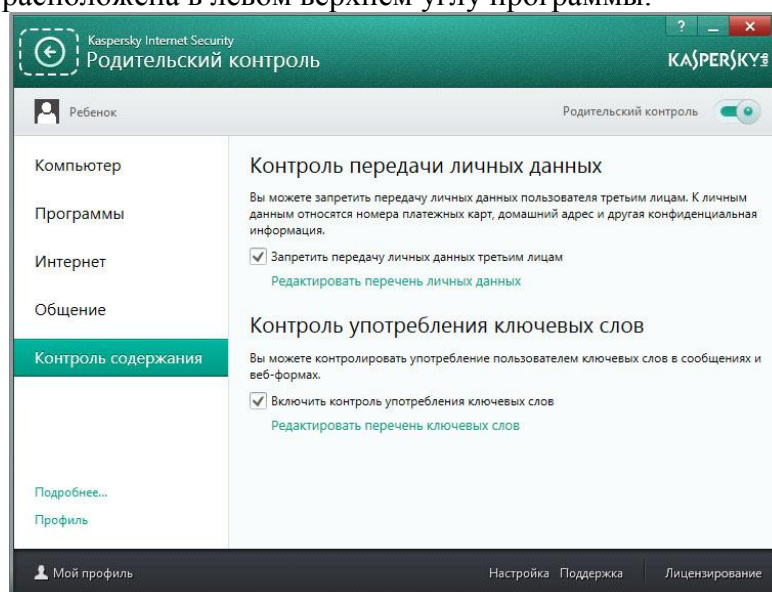 расположена в левом верхнем углу программы.
? _ ×
Kaspersky Internet Security
Родительский контроль
KASPERSKY
Ребенок
Родительский контроль
Компьютер
Программы
Интернет
Общение
Контроль содержания
Подробнее...
Профиль
Контроль передачи личных данных
Вы можете запретить передачу личных данных пользователя третьим лицам. К личным
данным относятся номера платежных карт, домашний адрес и другая конфиденциальная
информация.
Запретить передачу личных данных третьим лицам
Редактировать перечень личных данных
Контроль употребления ключевых слов
Вы можете контролировать употребление пользователем ключевых слов в сообщениях и
веб-формах.
Включить контроль употребления ключевых слов
Редактировать перечень ключевых слов
Мой профиль
Настройка Поддержка Лицензирование